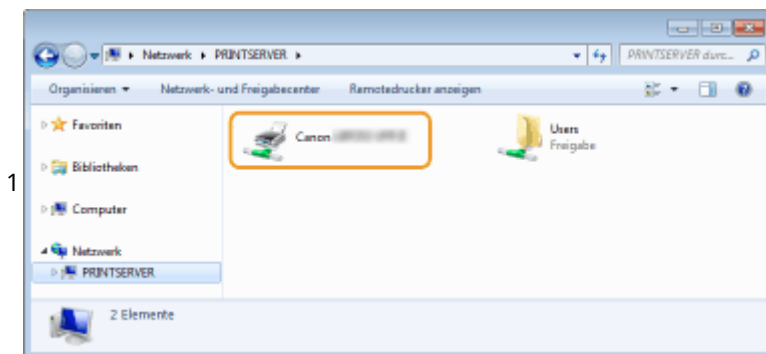 Netzwerk PRINTSERVER
PRINTSERVER durc...
Organisieren Netzwerk- und Freigabecenter Remotedrucker anzeigen
Favoriten
Bibliotheken
Computer
Netzwerk
PRINTSERVER
Canon
Users
Freigabe
2 Elemente
1